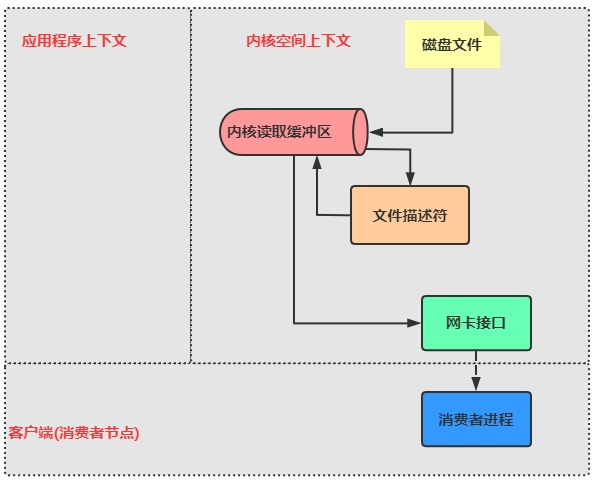 应用程序上下文
内核空间上下文
磁盘文件
内核读取缓冲区
文件描述符
网卡接口
客户端(消费者节点)
消费者进程